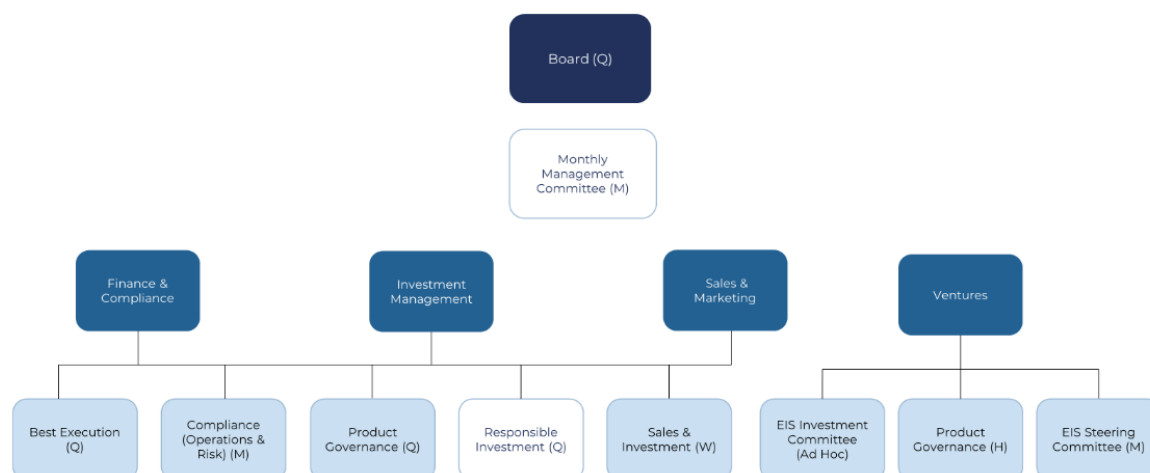 Board (Q)
Monthly
Management
Committee (M)
Finance &
Compliance
Investment
Management
Sales &
Marketing
Ventures
Best Execution
(Q)
Compliance
(Operations &
Risk) (M)
Product
Governance (Q)
Responsible
Investment (Q)
Sales &
Investment (W)
EIS Investment
Committee
(Ad Hoc)
Product
Governance (H)
EIS Steering
Committee (M)